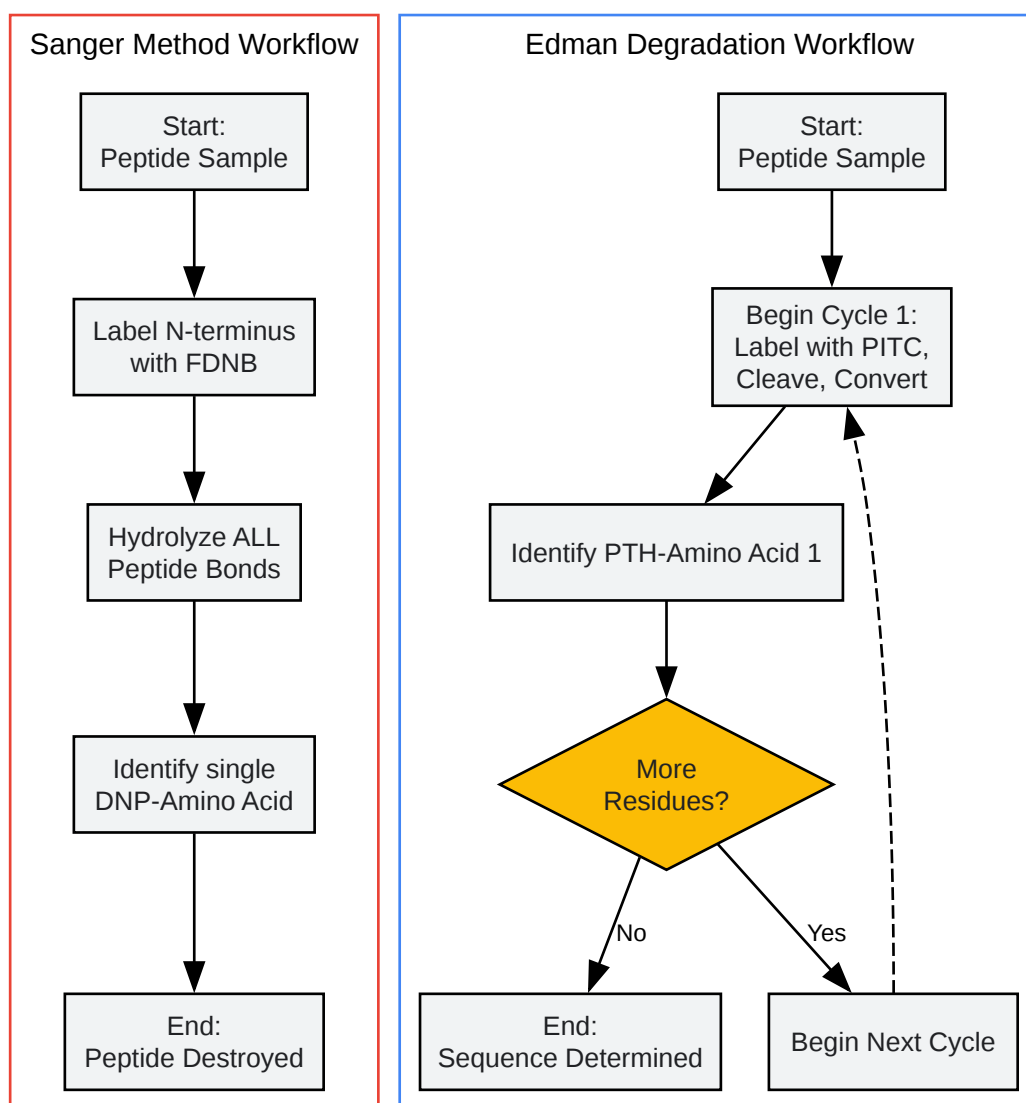 Sanger Method Workflow
Start:
Peptide Sample
Label N-terminus
with FDNB
Hydrolyze ALL
Peptide Bonds
Identify single
DNP-Amino Acid
End:
Peptide Destroyed
Edman Degradation Workflow
Start:
Peptide Sample
Begin Cycle 1:
Label with PITC,
Cleave, Convert
Identify PTH-Amino Acid 1
More
Residues?
No
Yes
End:
Sequence Determined
Begin Next Cycle